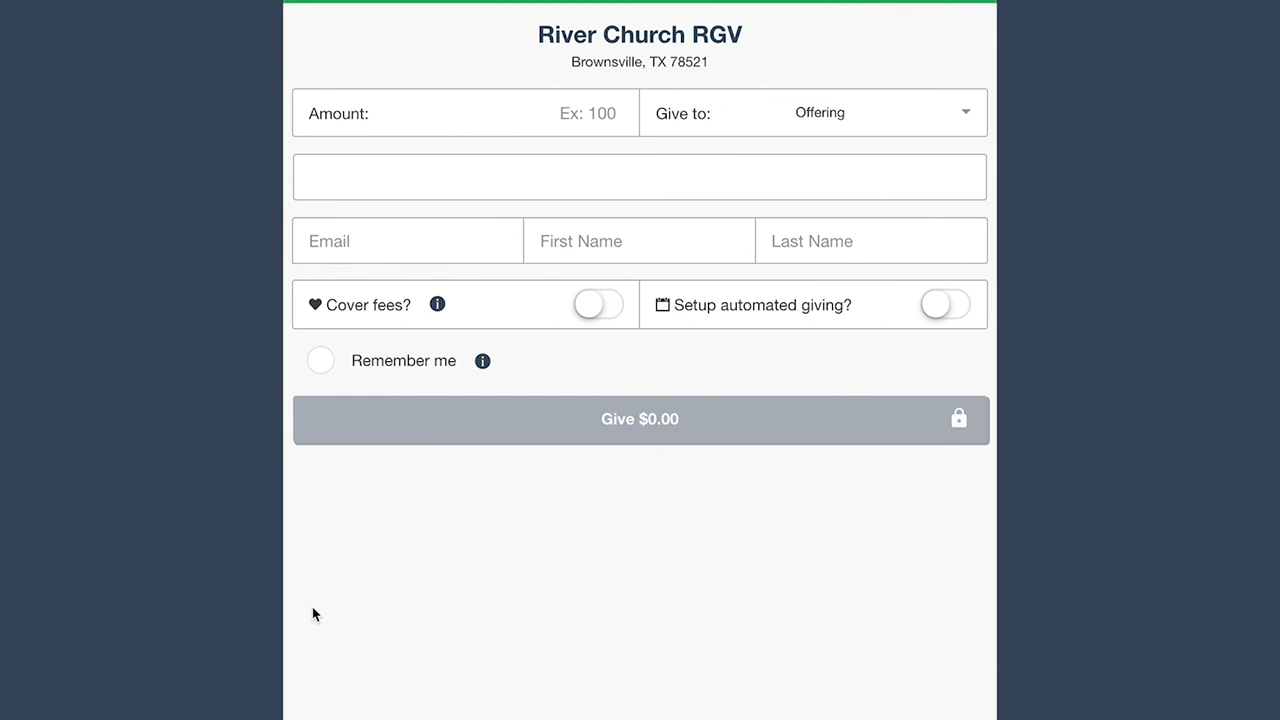 River Church RGV
Brownsville, TX 78521
Amount: Ex: 100 Give to: Offering
Email First Name Last Name
Cover fees? Setup automated giving?
Remember me
Give $0.00